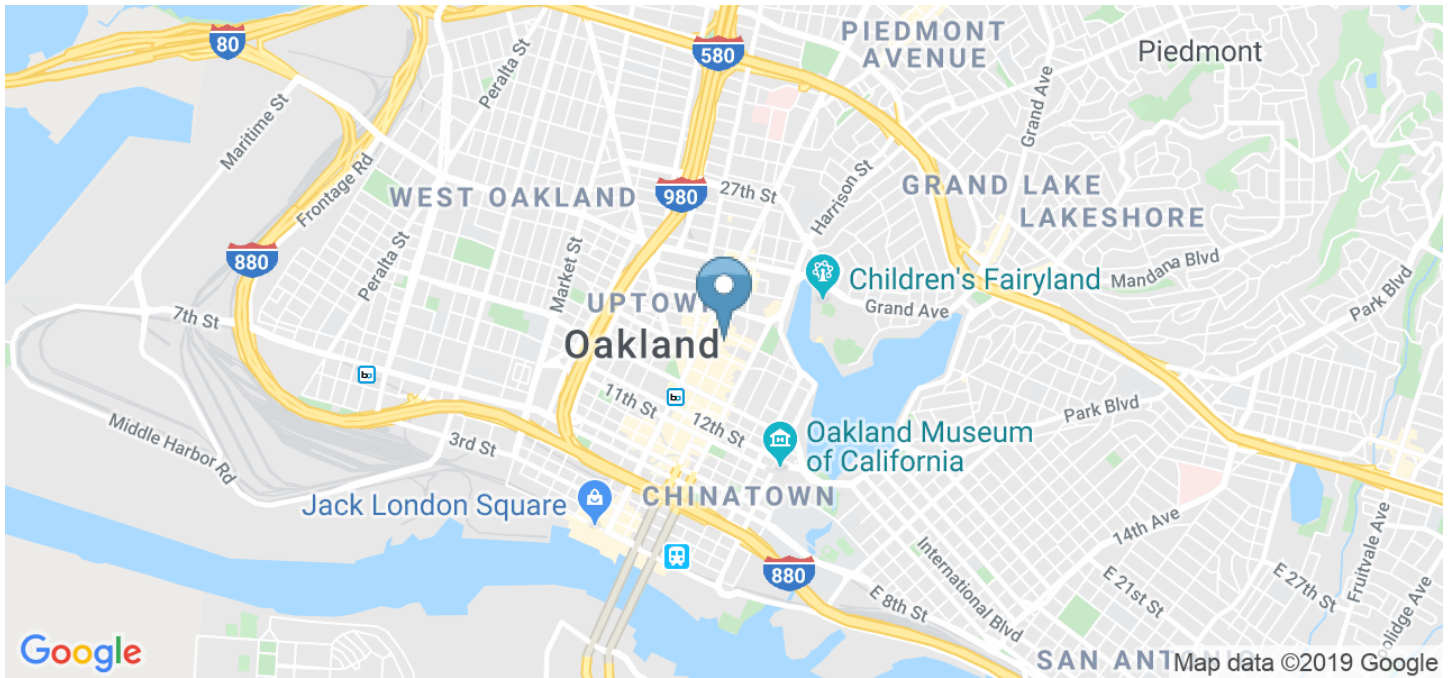 80
580
PIEDMONT
AVENUE
Piedmont
Peralta St
Maritime St
Grand Ave
Frontage Rd
WEST OAKLAND
980
27th St
Harrison St
GRAND LAKE
LAKESHORE
880
Peralta St
Market St
Children's Fairyland
Mandana Blvd
Grand Ave
Park Blvd
7th St
Oakland
11th St
12th St
Park Blvd
Middle Harbor Rd
3rd St
Oakland Museum
of California
CHINATOWN
Jack London Square
14th Ave
International Blvd
880
E 8th St
E 21st St
E 27th St
Fruitvale Ave
Google
Map data ©2019 Google